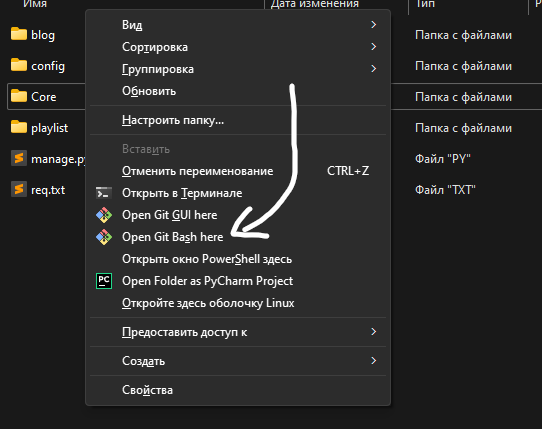 Имя Дата изменения Тип Р
blog Папка с файлами
config Папка с файлами
Core Папка с файлами
playlist Папка с файлами
manage.py Файл "PY"
req.txt Файл "TXT"
Вид
Сортировка
Группировка
Обновить
Настроить папку...
Вставить
Отменить переименование CTRL+Z
Открыть в Терминале
Open Git GUI here
Open Git Bash here
Открыть окно PowerShell здесь
PC Open Folder as PyCharm Project
Откройте здесь оболочку Linux
Предоставить доступ к
Создать
Свойства